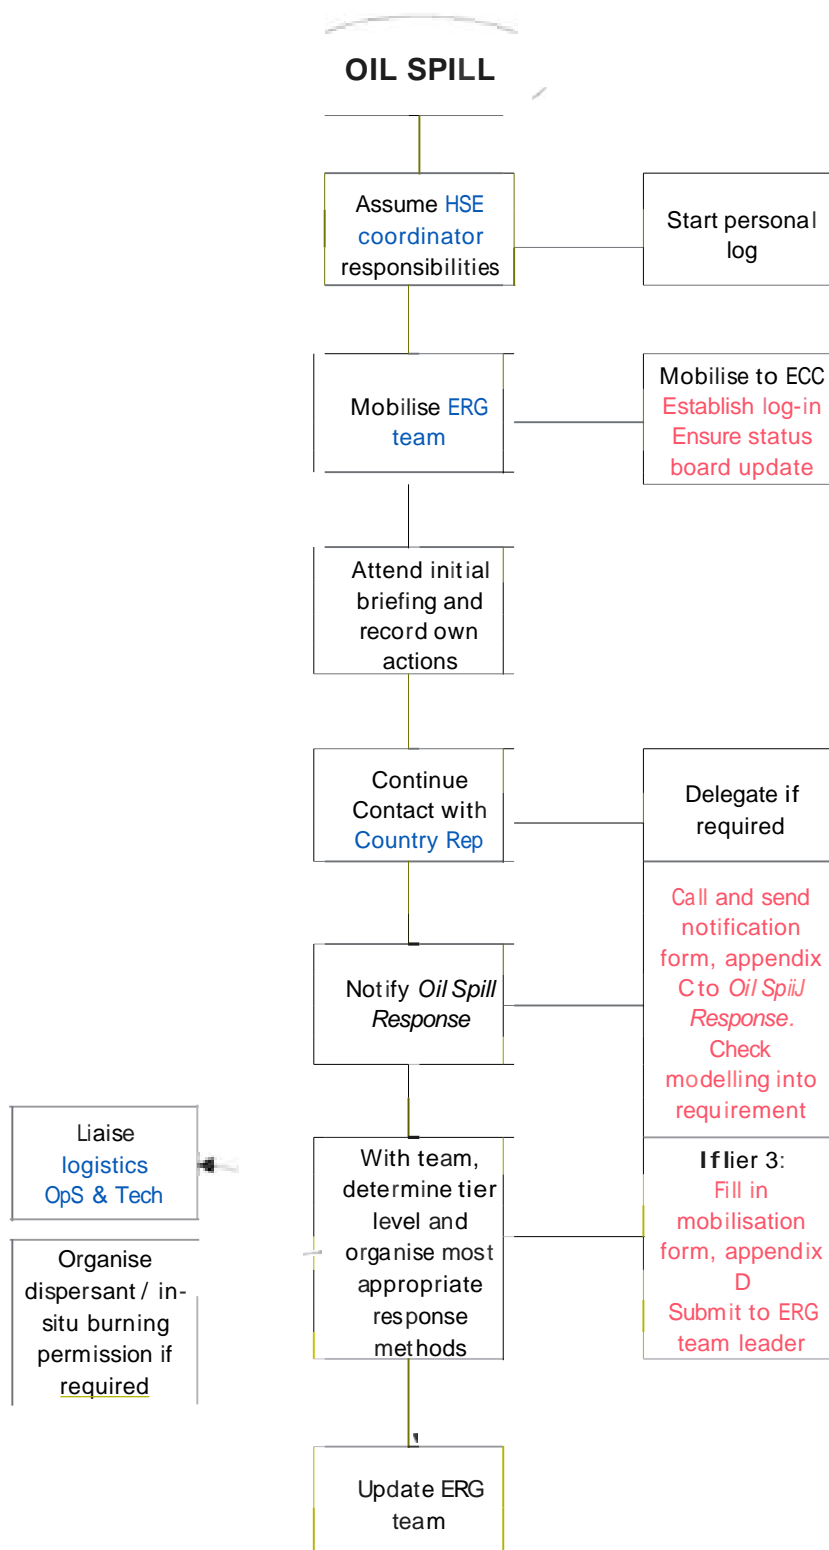 OIL SPILL
Assume HSE
coordinator
responsibilities
Start personal
log
Mobilise ERG
team
Mobilise to ECC
Establish log-in
Ensure status
board update
Attend initial
briefing and
record own
actions
Continue
Contact with
Country Rep
Delegate if
required
Notify Oil Spill
Response
Call and send
notification
form, appendix
C to Oil SpiiJ
Response.
Check
modelling into
requirement
Liaise
logistics
OpS & Tech
Organise
dispersant / in-
situ burning
permission if
required
With team,
determine tier
level and
organise most
appropriate
response
methods
If lier 3:
Fill in
mobilisation
form, appendix
D
Submit to ERG
team leader
Update ERG
team